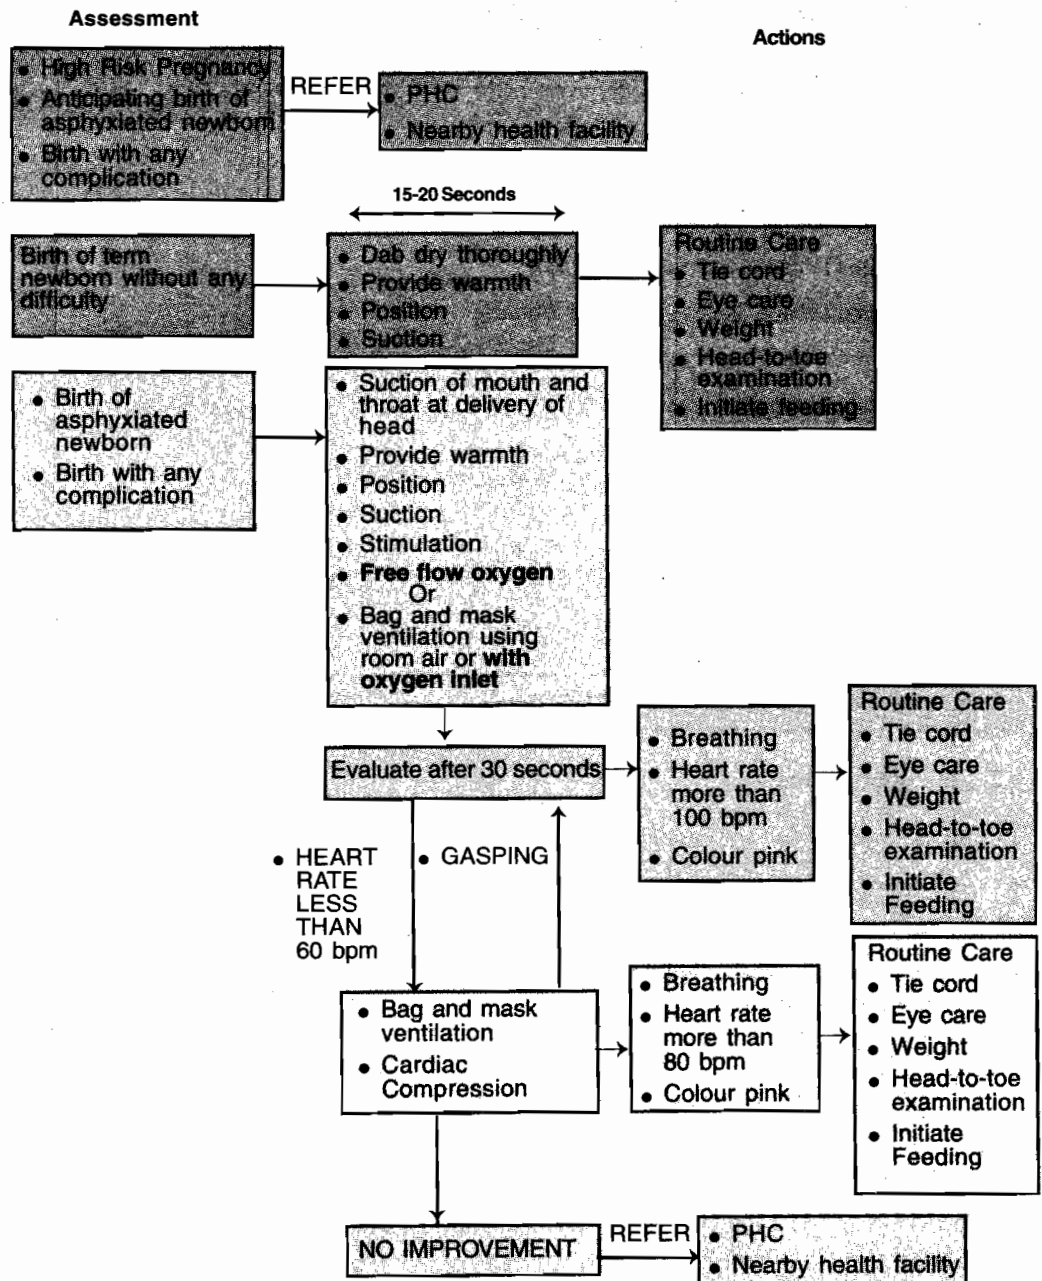 Assessment
Actions
• High Risk Pregnancy
• Anticipating birth of
asphyxiated newborn
• Birth with any
complication
REFER
• PHC
• Nearby health facility
15-20 Seconds
Birth of term
newborn without any
difficulty
• Dab dry thoroughly
• Provide warmth
• Position
• Suction
Routine Care
• Tie cord
• Eye care
• Weight
• Head-to-toe
examination
• Initiate feeding
• Birth of
asphyxiated
newborn
• Birth with any
complication
• Suction of mouth and
throat at delivery of
head
• Provide warmth
• Position
• Suction
• Stimulation
• Free flow oxygen
Or
• Bag and mask
ventilation using
room air or with
oxygen inlet
Evaluate after 30 seconds
• Breathing
• Heart rate
more than
100 bpm
• Colour pink
Routine Care
• Tie cord
• Eye care
• Weight
• Head-to-toe
examination
• Initiate
Feeding
• HEART
RATE
LESS
THAN
60 bpm
• GASPING
• Bag and mask
ventilation
• Cardiac
Compression
• Breathing
• Heart rate
more than
80 bpm
• Colour pink
Routine Care
• Tie cord
• Eye care
• Weight
• Head-to-toe
examination
• Initiate
Feeding
NO IMPROVEMENT
REFER
• PHC
• Nearby health facility